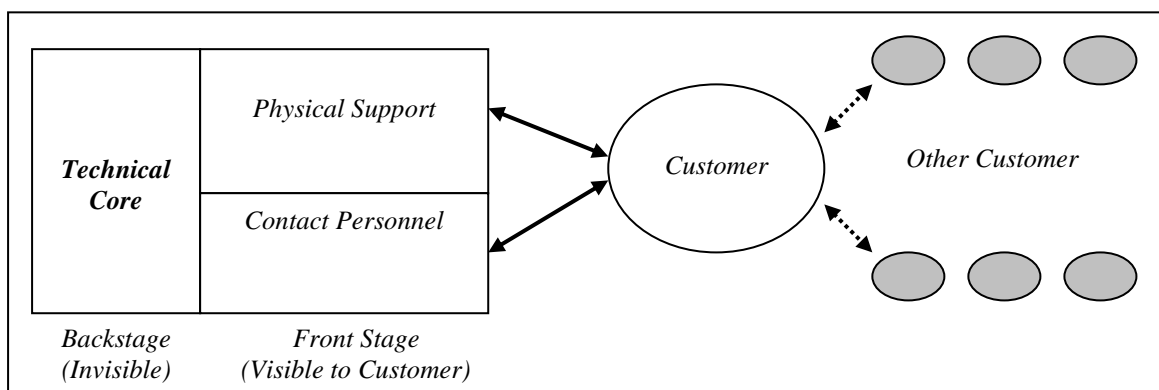 Physical Support
Technical
Core
Contact Personnel
Customer
Other Customer
Backstage
(Invisible)
Front Stage
(Visible to Customer)